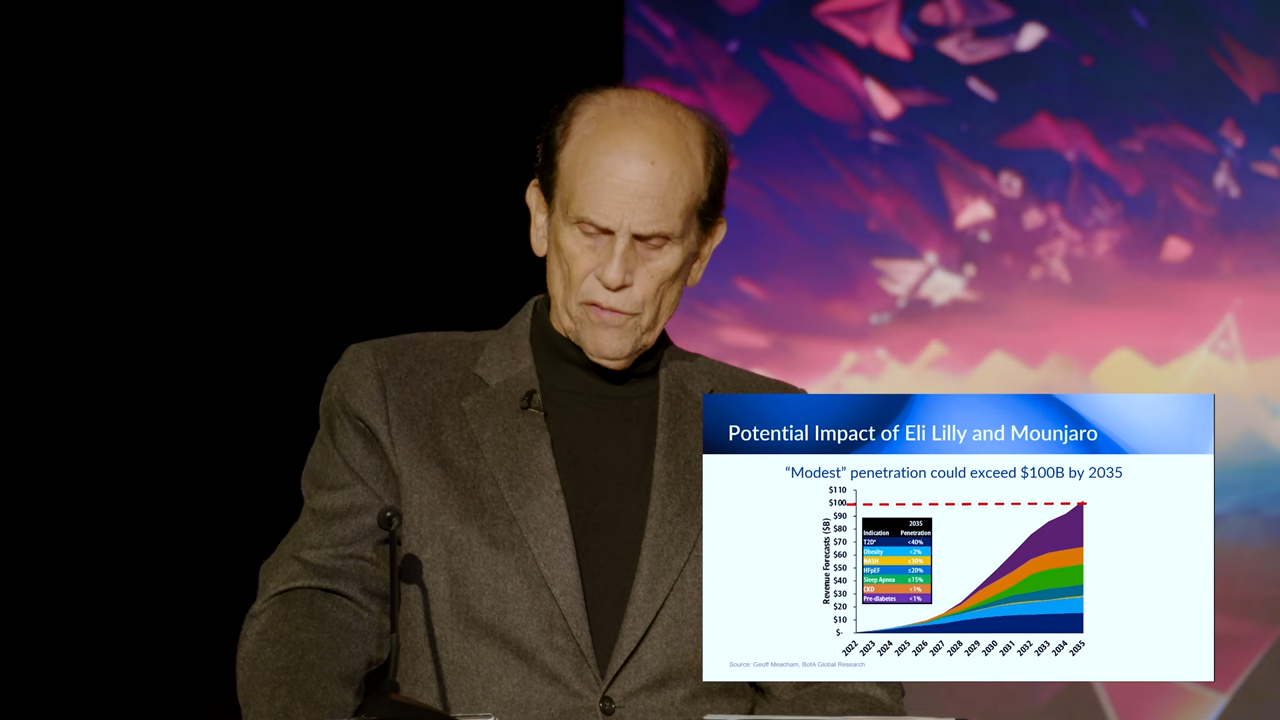 Potential Impact of Eli Lilly and Mounjaro
“Modest” penetration could exceed $100B by 2035
Revenue Forecasts ($B)
$110
$100
$90
$80
$70
$60
$50
$40
$30
$20
$10
$-
2035
Indication Penetration
T2D* <40%
Obesity <2%
NASH ≤30%
HFpEF ≤20%
Sleep Apnea ≤15%
CKD <1%
Pre-diabetes <1%
2022 2023 2024 2025 2026 2027 2028 2029 2030 2031 2032 2033 2034 2035
Source: Geoff Meacham, BofA Global Research